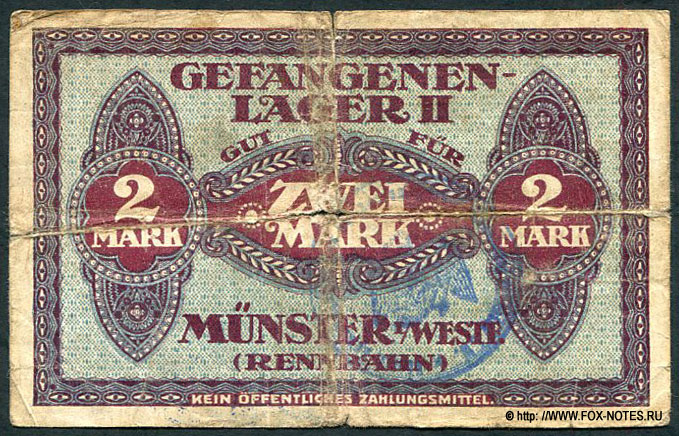 GEFANGENEN-
LAGER II
GUT FÜR
2 MARK
ZWEI
MARK
2 MARK
MÜNSTER I/WESTF.
(RENNBAHN)
KEIN ÖFFENTLICHES ZAHLUNGSMITTEL.
© http://WWW.FOX-NOTES.RU